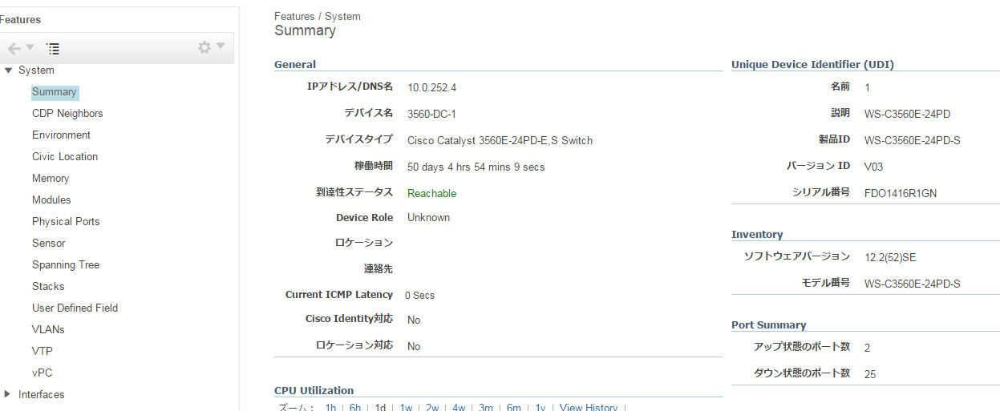 Features
System
Summary
CDP Neighbors
Environment
Civic Location
Memory
Modules
Physical Ports
Sensor
Spanning Tree
Stacks
User Defined Field
VLANs
VTP
vPC
Interfaces
Features / System
Summary
General
IPアドレス/DNS名 10.0.252.4
デバイス名 3560-DC-1
デバイスタイプ Cisco Catalyst 3560E-24PD-E,S Switch
稼働時間 50 days 4 hrs 54 mins 9 secs
到達性ステータス Reachable
Device Role Unknown
ロケーション
連絡先
Current ICMP Latency 0 Secs
Cisco Identity対応 No
ロケーション対応 No
CPU Utilization
ズーム： 1h | 6h | 1d | 1w | 2w | 4w | 3m | 6m | 1y | View History |
Unique Device Identifier (UDI)
名前 1
説明 WS-C3560E-24PD
製品ID WS-C3560E-24PD-S
バージョン ID V03
シリアル番号 FDO1416R1GN
Inventory
ソフトウェアバージョン 12.2(52)SE
モデル番号 WS-C3560E-24PD-S
Port Summary
アップ状態のポート数 2
ダウン状態のポート数 25